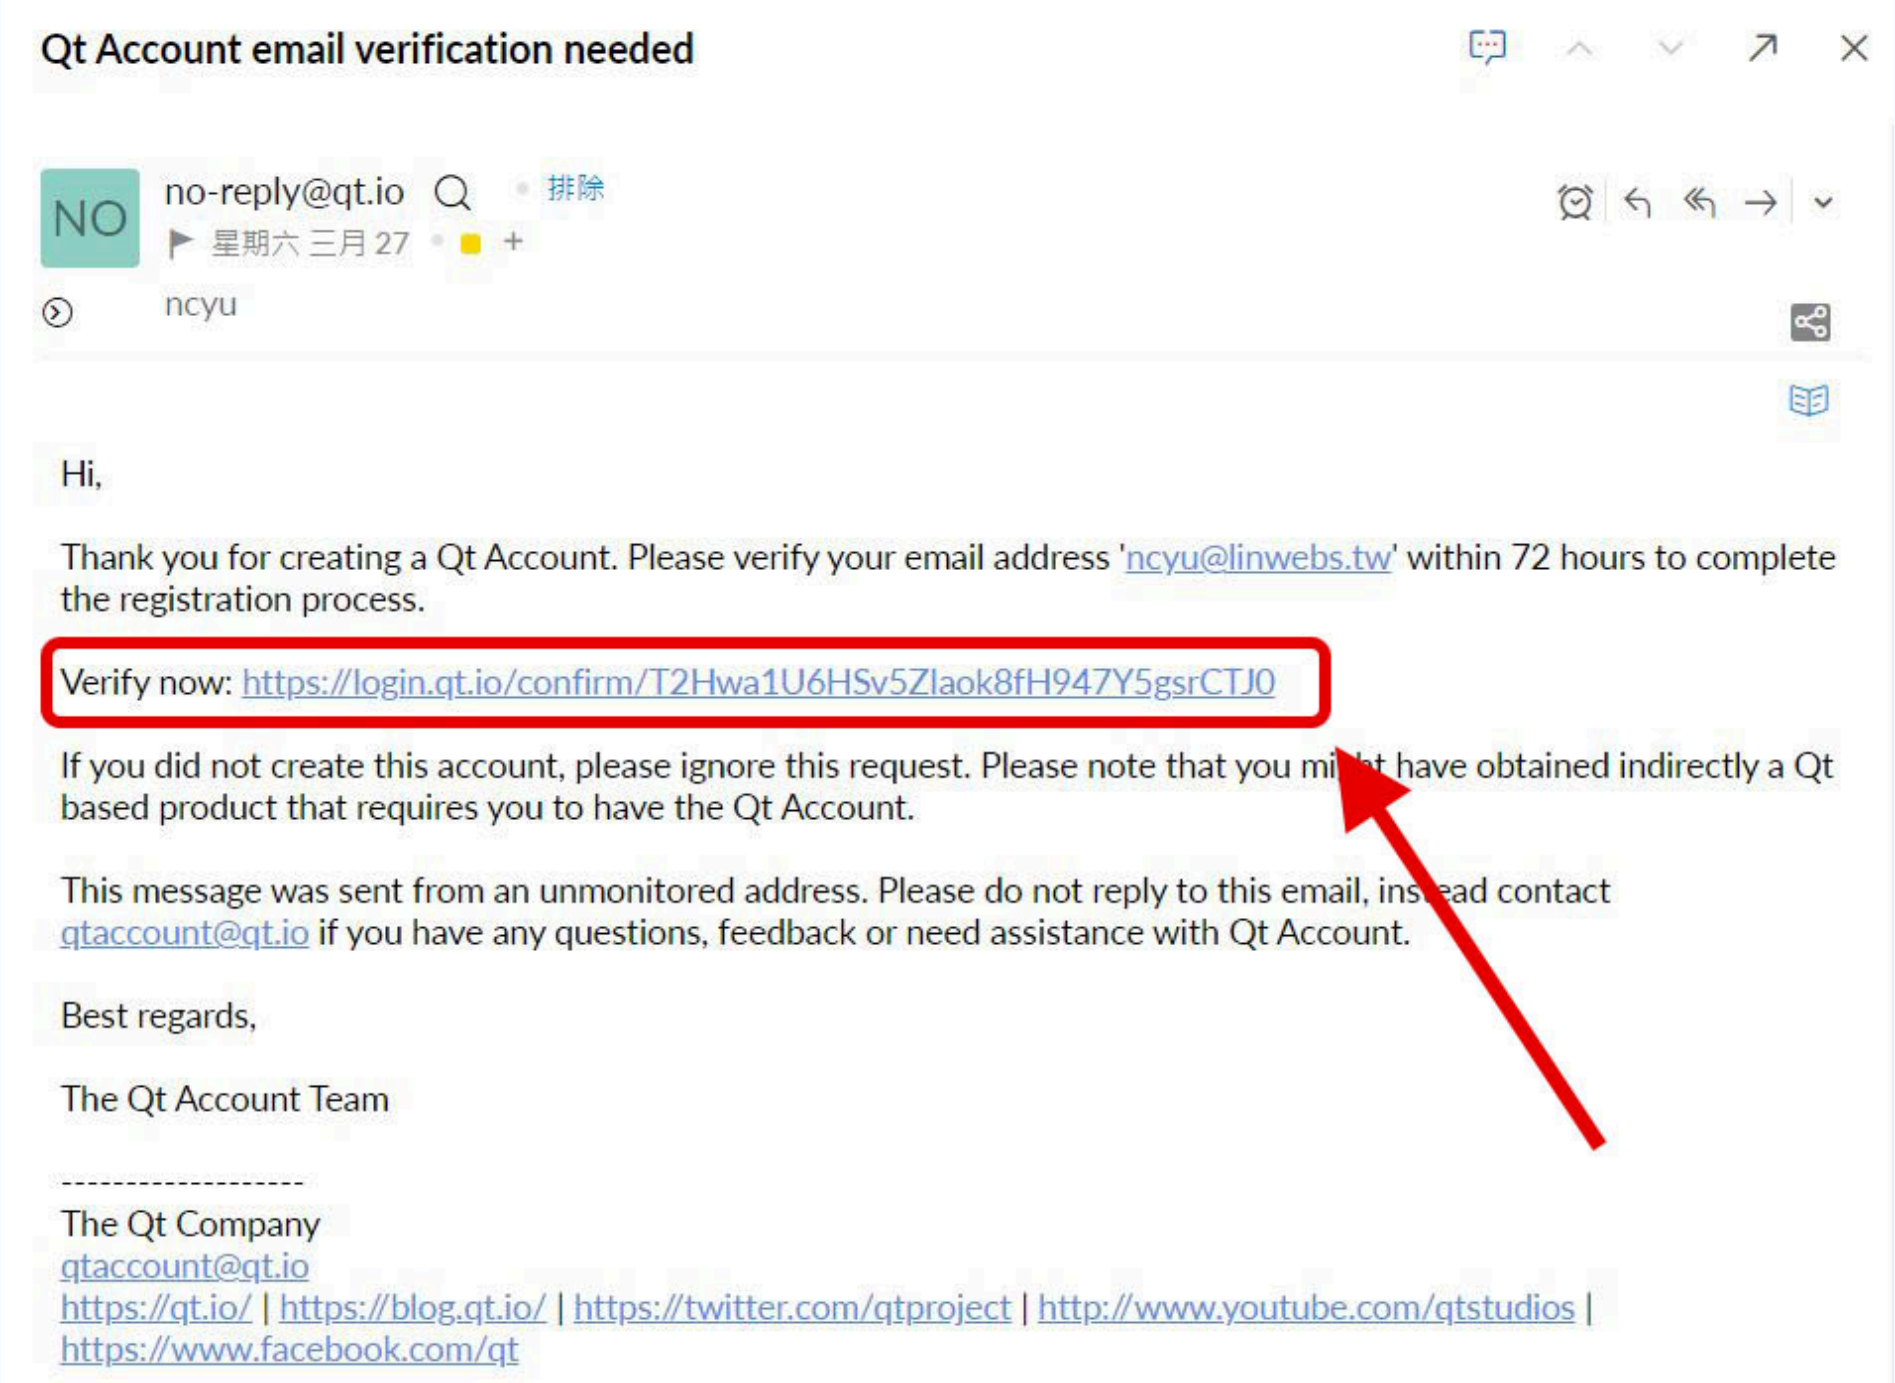 Qt Account email verification needed
NO
no-reply@qt.io 排除
星期六 三月 27
ncyu
Hi,
Thank you for creating a Qt Account. Please verify your email address 'ncyu@linwebs.tw' within 72 hours to complete
the registration process.
Verify now: https://login.qt.io/confirm/T2Hwa1U6HSv5Zlaok8fH947Y5gsrCTJ0
If you did not create this account, please ignore this request. Please note that you might have obtained indirectly a Qt
based product that requires you to have the Qt Account.
This message was sent from an unmonitored address. Please do not reply to this email, instead contact
qtaccount@qt.io if you have any questions, feedback or need assistance with Qt Account.
Best regards,
The Qt Account Team
-------------------
The Qt Company
qtaccount@qt.io
https://qt.io/ | https://blog.qt.io/ | https://twitter.com/qtproject | http://www.youtube.com/qtstudios |
https://www.facebook.com/qt